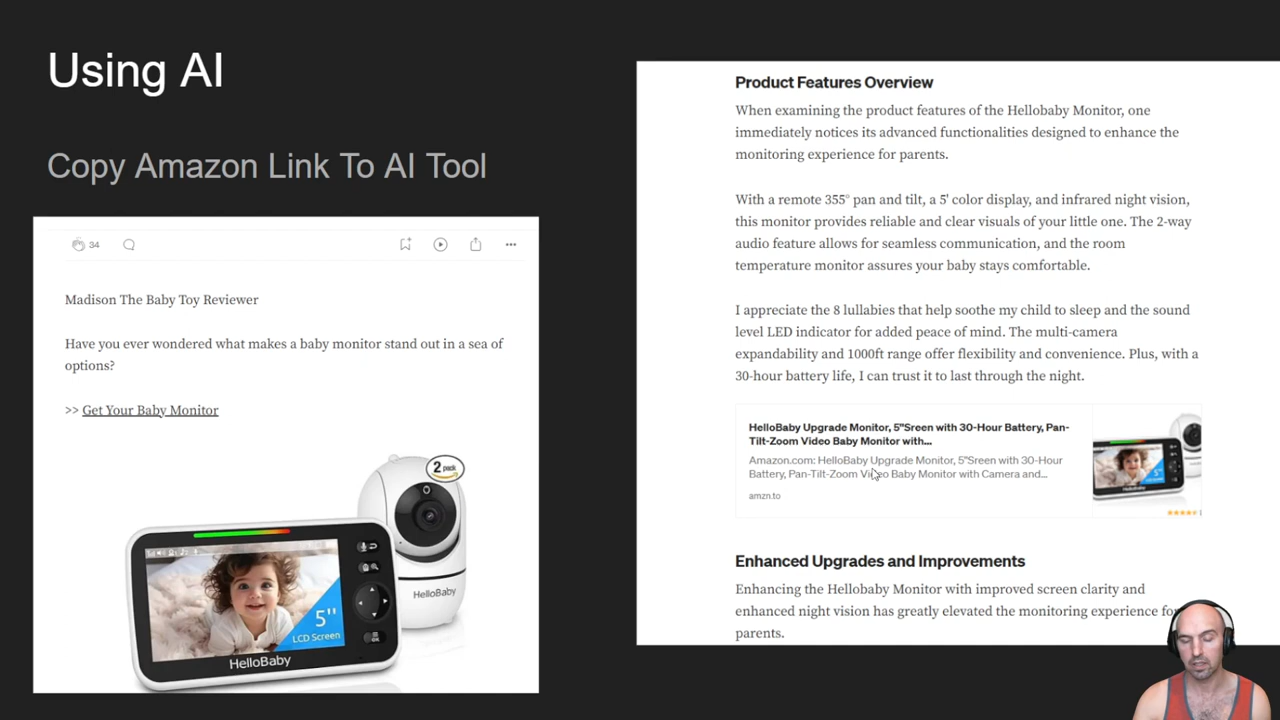 Using AI
Copy Amazon Link To AI Tool
34
Madison The Baby Toy Reviewer
Have you ever wondered what makes a baby monitor stand out in a sea of
options?
>> Get Your Baby Monitor
2
pack
HelloBaby
5"
LCD Screen
HelloBaby
Product Features Overview
When examining the product features of the Hellobaby Monitor, one
immediately notices its advanced functionalities designed to enhance the
monitoring experience for parents.
With a remote 355° pan and tilt, a 5' color display, and infrared night vision,
this monitor provides reliable and clear visuals of your little one. The 2-way
audio feature allows for seamless communication, and the room
temperature monitor assures your baby stays comfortable.
I appreciate the 8 lullabies that help soothe my child to sleep and the sound
level LED indicator for added peace of mind. The multi-camera
expandability and 1000ft range offer flexibility and convenience. Plus, with a
30-hour battery life, I can trust it to last through the night.
HelloBaby Upgrade Monitor, 5"Sreen with 30-Hour Battery, Pan-
Tilt-Zoom Video Baby Monitor with...
Amazon.com: HelloBaby Upgrade Monitor, 5"Sreen with 30-Hour
Battery, Pan-Tilt-Zoom Video Baby Monitor with Camera and...
amzn.to
Enhanced Upgrades and Improvements
Enhancing the Hellobaby Monitor with improved screen clarity and
enhanced night vision has greatly elevated the monitoring experience for
parents.